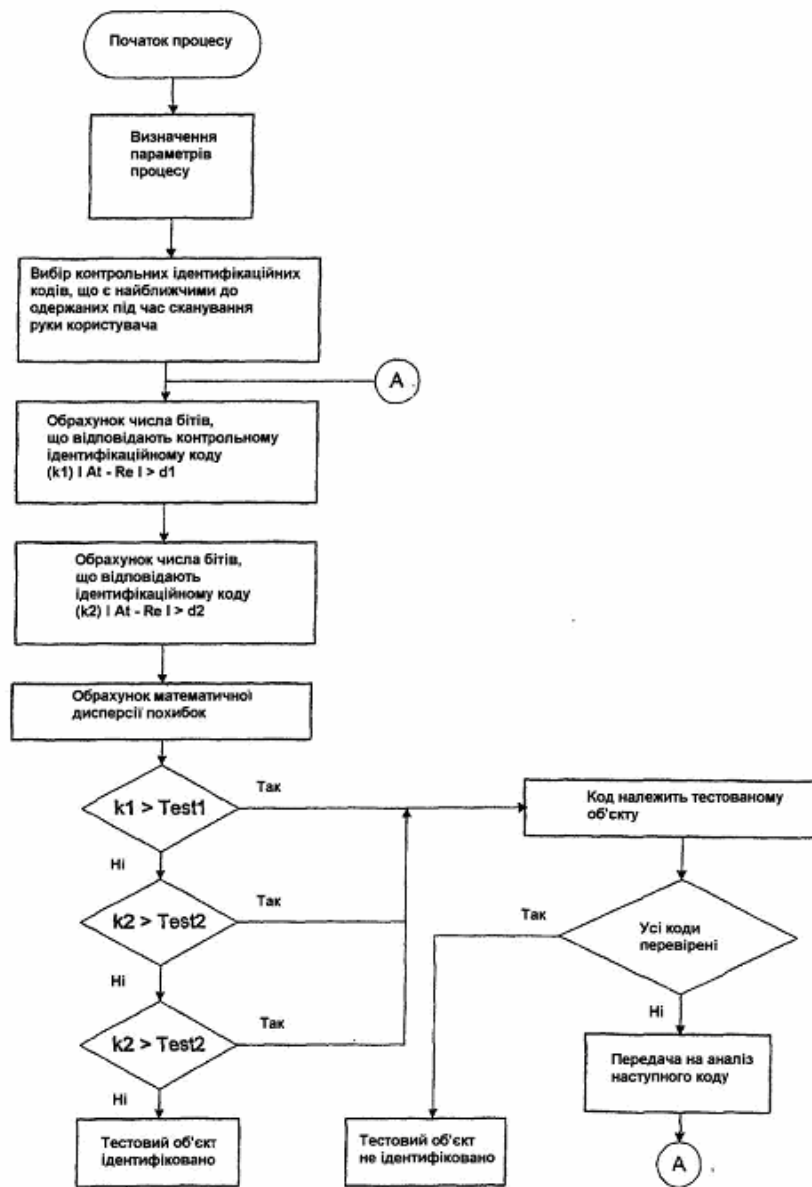 Початок процесу
Визначення
параметрів
процесу
Вибір контрольних ідентифікаційних
кодів, що є найближчими до
одержаних під час сканування
руки користувача
А
Обрахунок числа бітів,
що відповідають контрольному
ідентифікаційному коду
(k1) I At - Re I > d1
Обрахунок числа бітів,
що відповідають
ідентифікаційному коду
(k2) I At - Re I > d2
Обрахунок математичної
дисперсії похибок
k1 > Test1
Так
Ні
k2 > Test2
Так
Ні
k2 > Test2
Так
Ні
Тестовий об'єкт
ідентифіковано
Код належить тестованому
об'єкту
Усі коди
перевірені
Так
Ні
Тестовий об'єкт
не ідентифіковано
Передача на аналіз
наступного коду
А